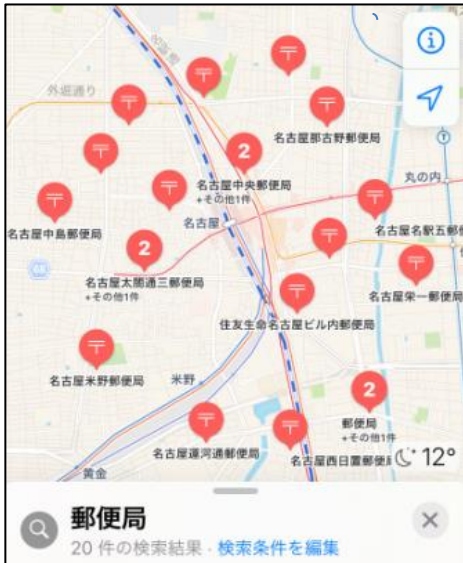 外堀通り
名古屋那古野郵便局
2
名古屋中央郵便局
+その他1件
丸の内
名古屋
名古屋中島郵便局
名古屋名駅五郵便
2
名古屋太閤通三郵便局
+その他1件
68
名古屋栄一郵便局
住友生命名古屋ビル内郵便局
名古屋米野郵便局
米野
2
郵便局
+その他1件
名古屋運河通郵便局
名古屋西日置郵便局
12°
黄金
郵便局
20 件の検索結果 · 検索条件を編集